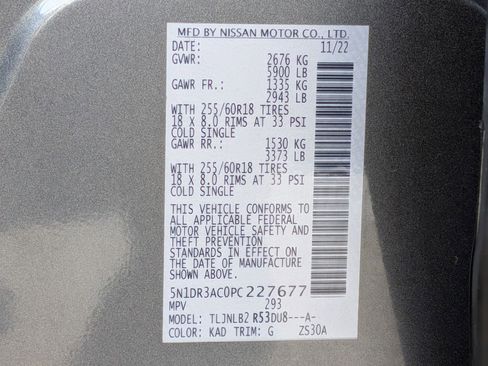 MFD BY NISSAN MOTOR CO., LTD.
DATE: 11/22
GVWR: 2676 KG
5900 LB
GAWR FR.: 1335 KG
2943 LB
WITH 255/60R18 TIRES
18 X 8.0 RIMS AT 33 PSI
COLD SINGLE
GAWR RR.: 1530 KG
3373 LB
WITH 255/60R18 TIRES
18 X 8.0 RIMS AT 33 PSI
COLD SINGLE
THIS VEHICLE CONFORMS TO
ALL APPLICABLE FEDERAL
MOTOR VEHICLE SAFETY AND
THEFT PREVENTION
STANDARDS IN EFFECT ON
THE DATE OF MANUFACTURE
SHOWN ABOVE.
5N1DR3AC0PC227677
MPV 293
MODEL: TLJNLB2 R53DU8---A-
COLOR: KAD TRIM: G ZS30A